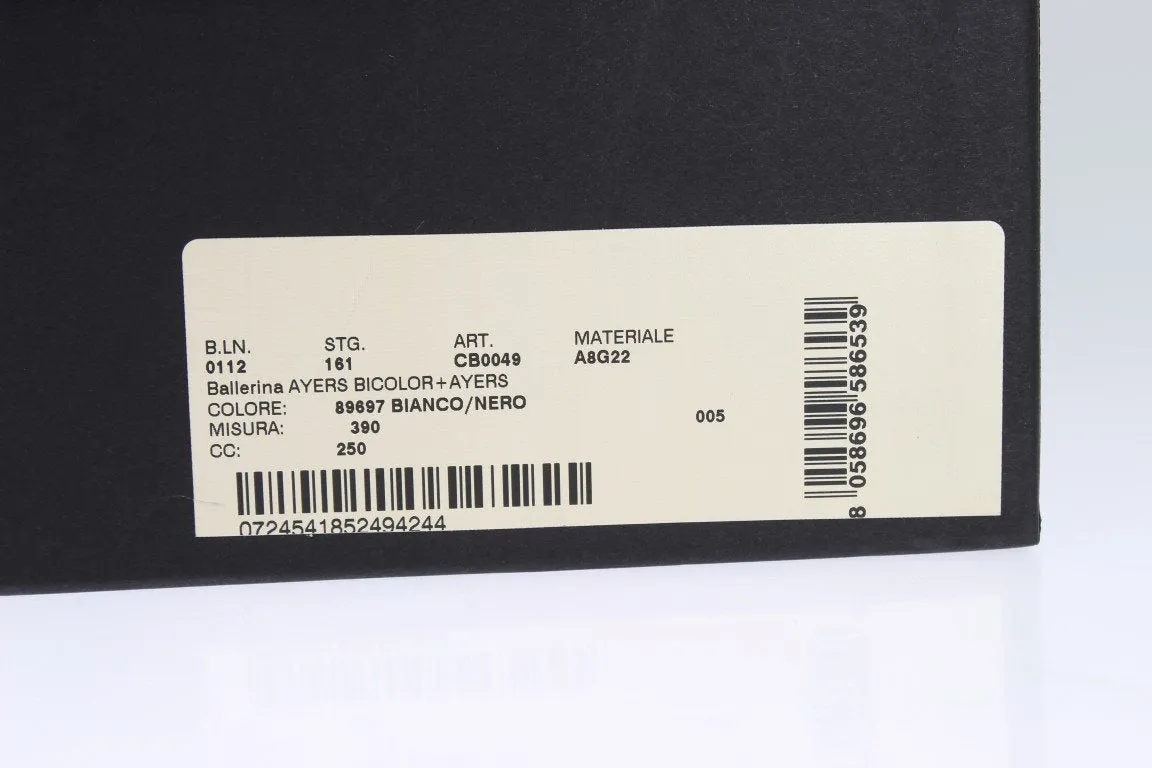 B.LN. STG. ART. MATERIALE
0112 161 CB0049 A8G22
Ballerina AYERS BICOLOR+AYERS
COLORE: 89697 BIANCO/NERO
MISURA: 390
005
CC: 250
0724541852494244
8 058696 586539